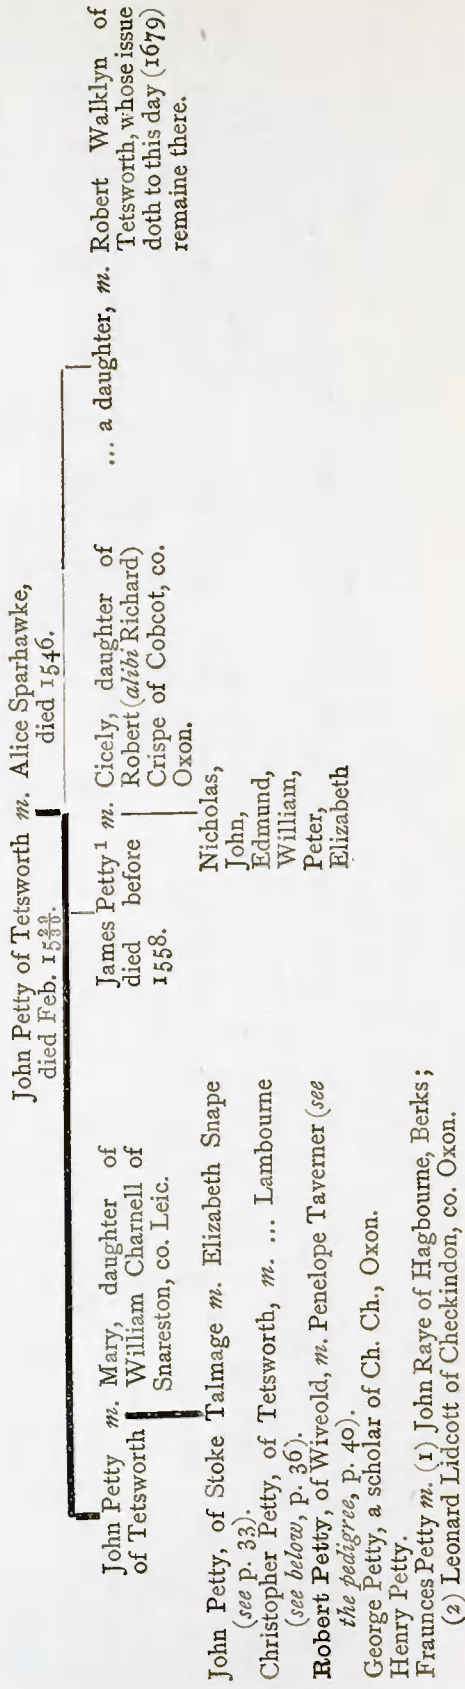 John Petty of Tetsworth m. Alice Sparhawke,
died Feb. 15 29/30. died 1546.
John Petty m. Mary, daughter of
of Tetsworth William Charnell of
Snareston, co. Leic.
James Petty¹ m. Cicely, daughter of
died before Robert (alibi Richard)
1558. Crispe of Cobcot, co.
Oxon.
... a daughter, m. Robert Walklyn of
Tetsworth, whose issue
doth to this day (1679)
remaine there.
John Petty, of Stoke Talmage m. Elizabeth Snape
(see p. 33).
Christopher Petty, of Tetsworth, m. ... Lambourne
(see below, p. 36).
Robert Petty, of Wiveold, m. Penelope Taverner (see
the pedigree, p. 40).
George Petty, a scholar of Ch. Ch., Oxon.
Henry Petty.
Fraunces Petty m. (1) John Raye of Hagbourne, Berks;
(2) Leonard Lidcott of Checkindon, co. Oxon.
Nicholas,
John,
Edmund,
William,
Peter,
Elizabeth